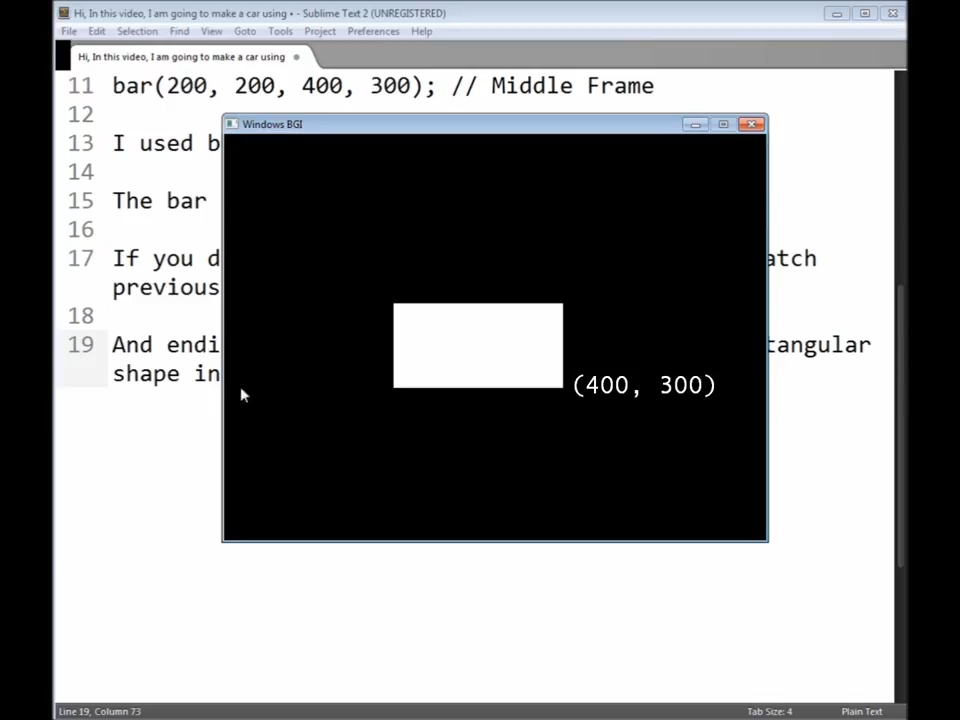 Hi, In this video, I am going to make a car using • - Sublime Text 2 (UNREGISTERED)
File Edit Selection Find View Goto Tools Project Preferences Help
Hi, In this video, I am going to make a car using
11 bar(200, 200, 400, 300); // Middle Frame
12
Windows BGI
13 I used b
14
15 The bar
16
17 If you d atch
previous
18
19 And endi tangular
shape in
(400, 300)
Line 19, Column 73 Tab Size: 4 Plain Text